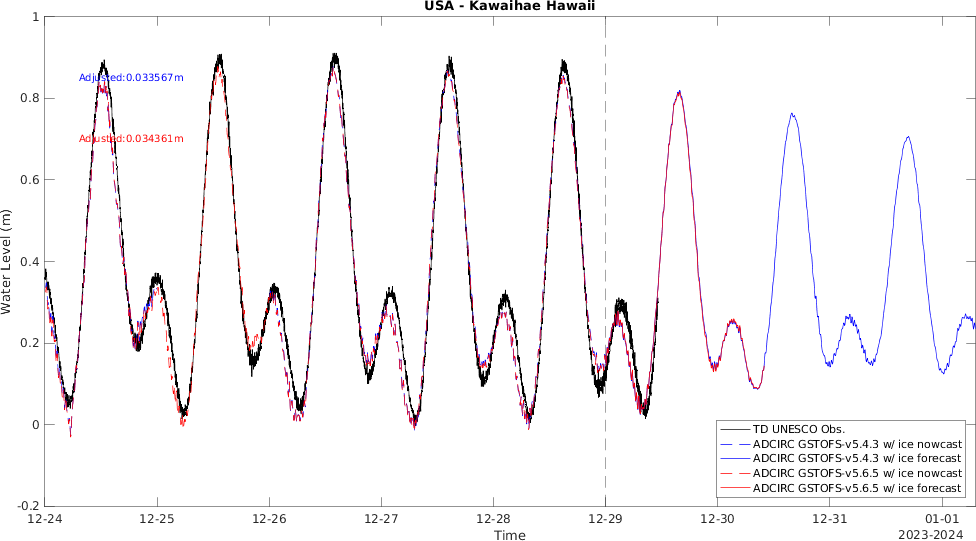 USA - Kawaihae Hawaii
1
0.8
0.6
0.4
0.2
0
-0.2
Water Level (m)
Adjusted:0.033567m
Adjusted:0.034361m
TD UNESCO Obs.
ADCIRC GSTOFS-v5.4.3 w/ ice nowcast
ADCIRC GSTOFS-v5.4.3 w/ ice forecast
ADCIRC GSTOFS-v5.6.5 w/ ice nowcast
ADCIRC GSTOFS-v5.6.5 w/ ice forecast
12-24 12-25 12-26 12-27 12-28 12-29 12-30 12-31 01-01
Time
2023-2024